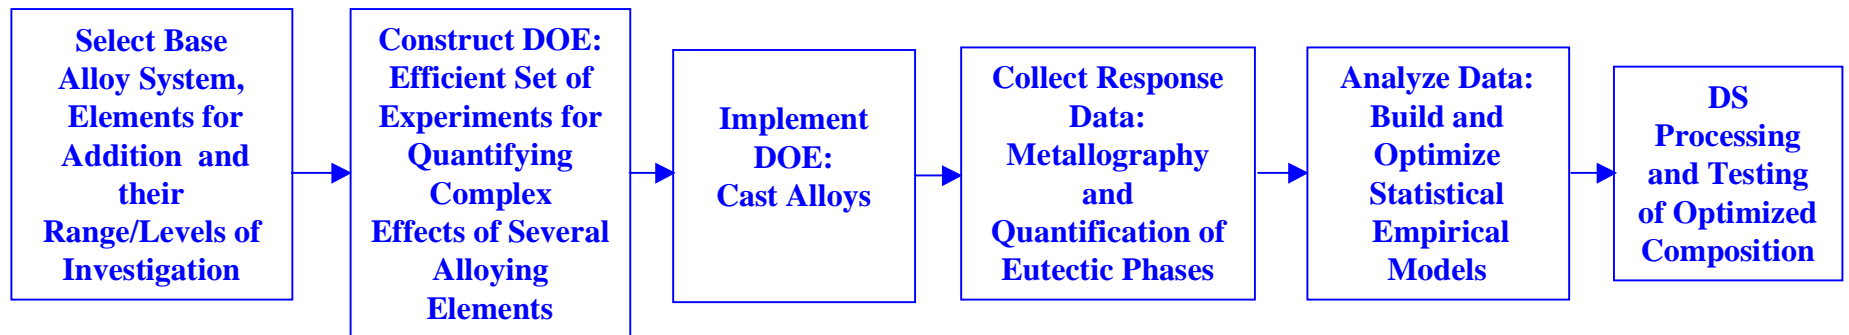 Select Base
Alloy System,
Elements for
Addition and
their
Range/Levels of
Investigation
Construct DOE:
Efficient Set of
Experiments for
Quantifying
Complex
Effects of Several
Alloying
Elements
Implement
DOE:
Cast Alloys
Collect Response
Data:
Metallography
and
Quantification of
Eutectic Phases
Analyze Data:
Build and
Optimize
Statistical
Empirical
Models
DS
Processing
and Testing
of Optimized
Composition